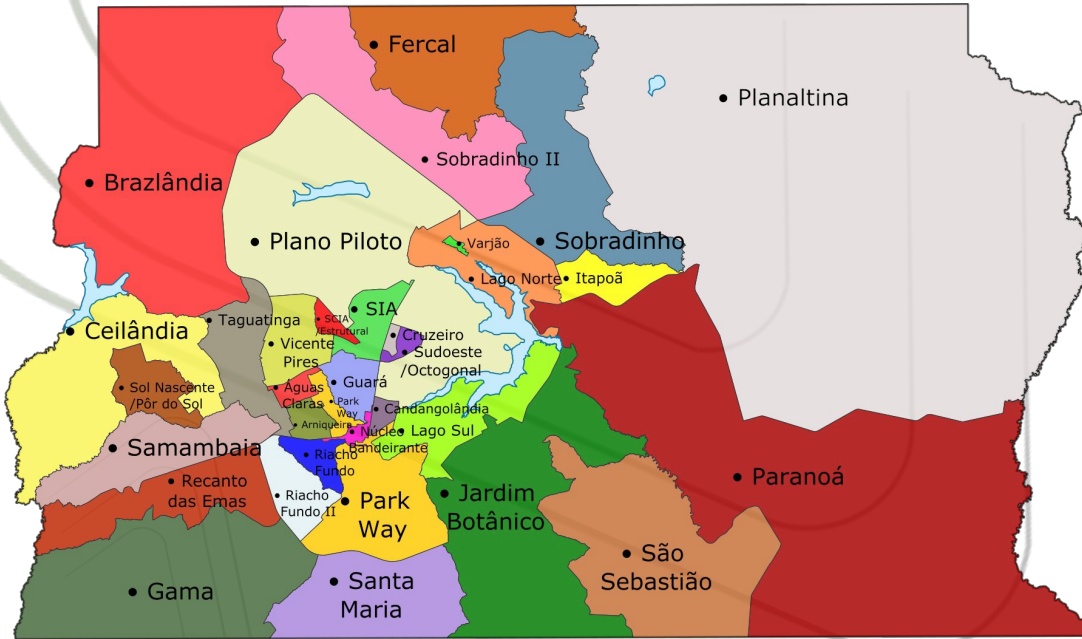 Fercal
Planaltina
Sobradinho II
Brazlândia
Plano Piloto
Varjão
Sobradinho
Lago Norte
Itapoã
SIA
Taguatinga
SCIA
/Estrutural
Ceilândia
Cruzeiro
Vicente
Pires
Sudoeste
/Octogonal
Sol Nascente
/Pôr do Sol
Águas
Claras
Guará
Park
Way
Candangolândia
Arniqueira
Núcleo
Bandeirante
Lago Sul
Samambaia
Riacho
Fundo
Recanto
das Emas
Riacho
Fundo II
Park
Way
Jardim
Botânico
Paranoá
São
Sebastião
Gama
Santa
Maria